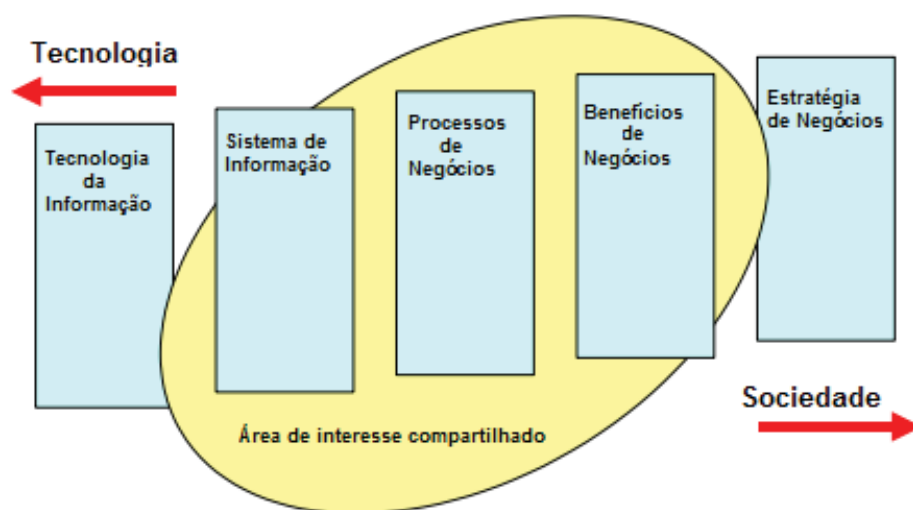 Tecnologia
Tecnologia
da
Informação
Sistema de
Informação
Processos
de
Negócios
Benefícios
de
Negócios
Estratégia
de Negócios
Sociedade
Área de interesse compartilhado